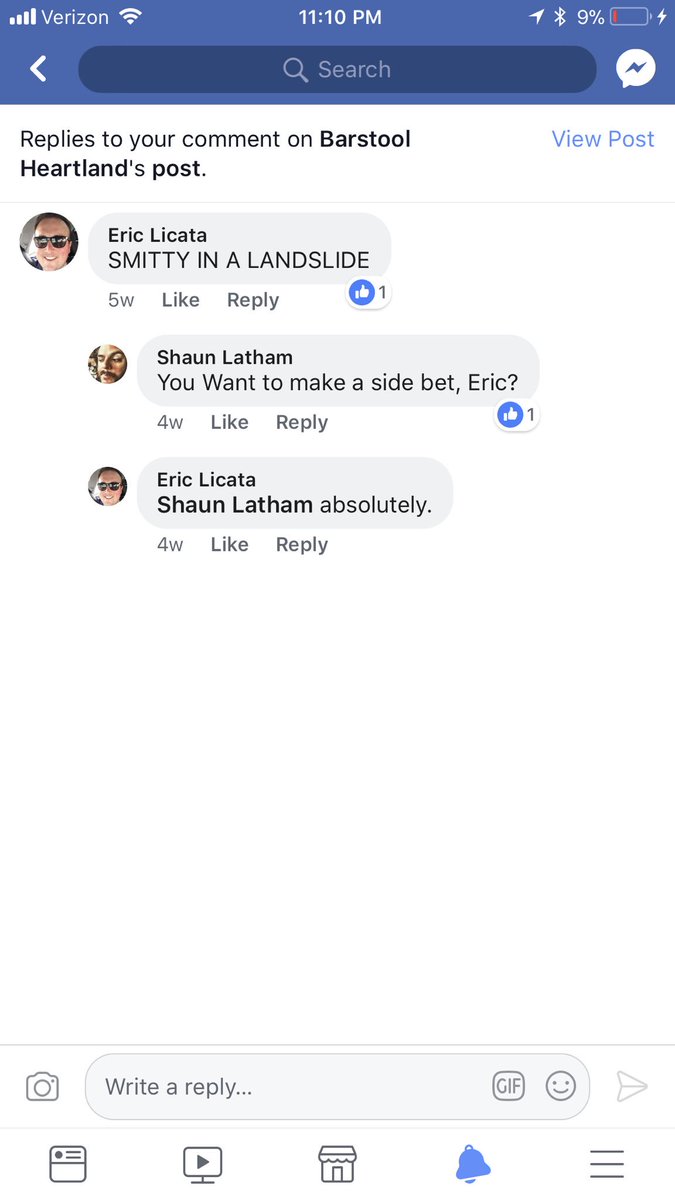 Verizon 11:10 PM 9%
Search
Replies to your comment on Barstool View Post
Heartland's post.
Eric Licata
SMITTY IN A LANDSLIDE
5w Like Reply 1
Shaun Latham
You Want to make a side bet, Eric?
4w Like Reply 1
Eric Licata
Shaun Latham absolutely.
4w Like Reply
Write a reply... GIF